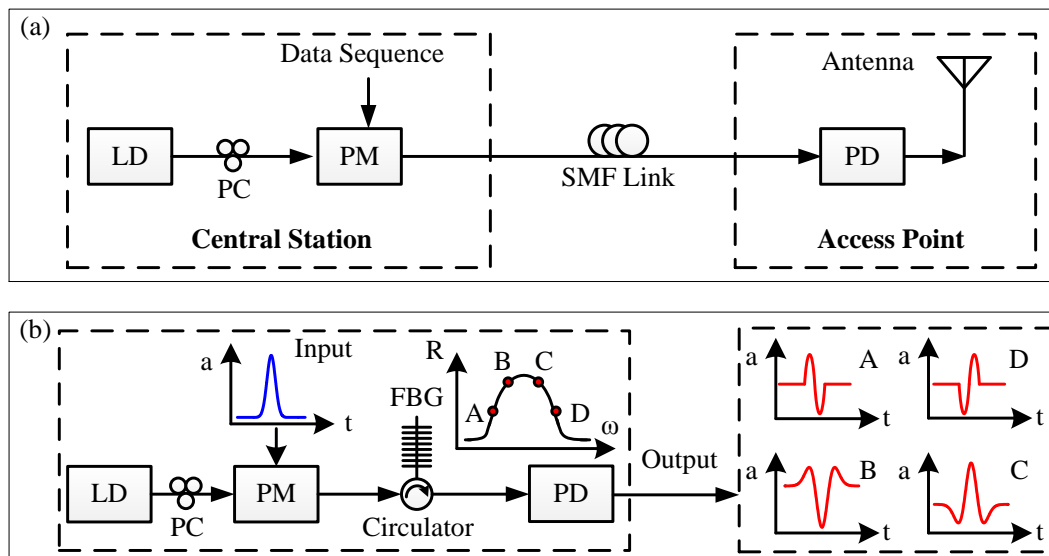 (a)
Data Sequence
Antenna
LD
PM
PD
PC
SMF Link
Central Station
Access Point
(b)
a
Input
t
FBG
R
A
B
C
D
ω
LD
PC
PM
Circulator
PD
Output
a
A
t
a
D
t
a
B
t
a
C
t